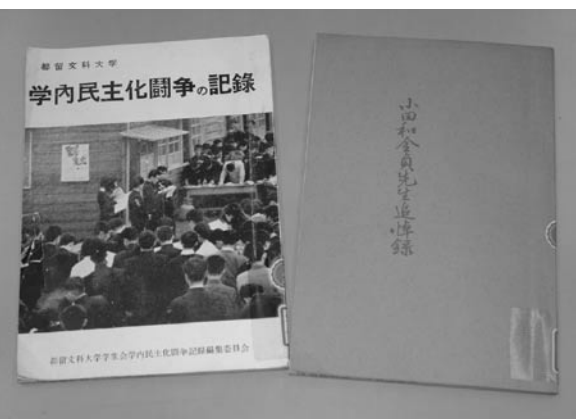 都留文科大学
学内民主化闘争の記録
都留文科大学学生会学内民主化闘争記録編集委員会
小田和金貞先生追悼録